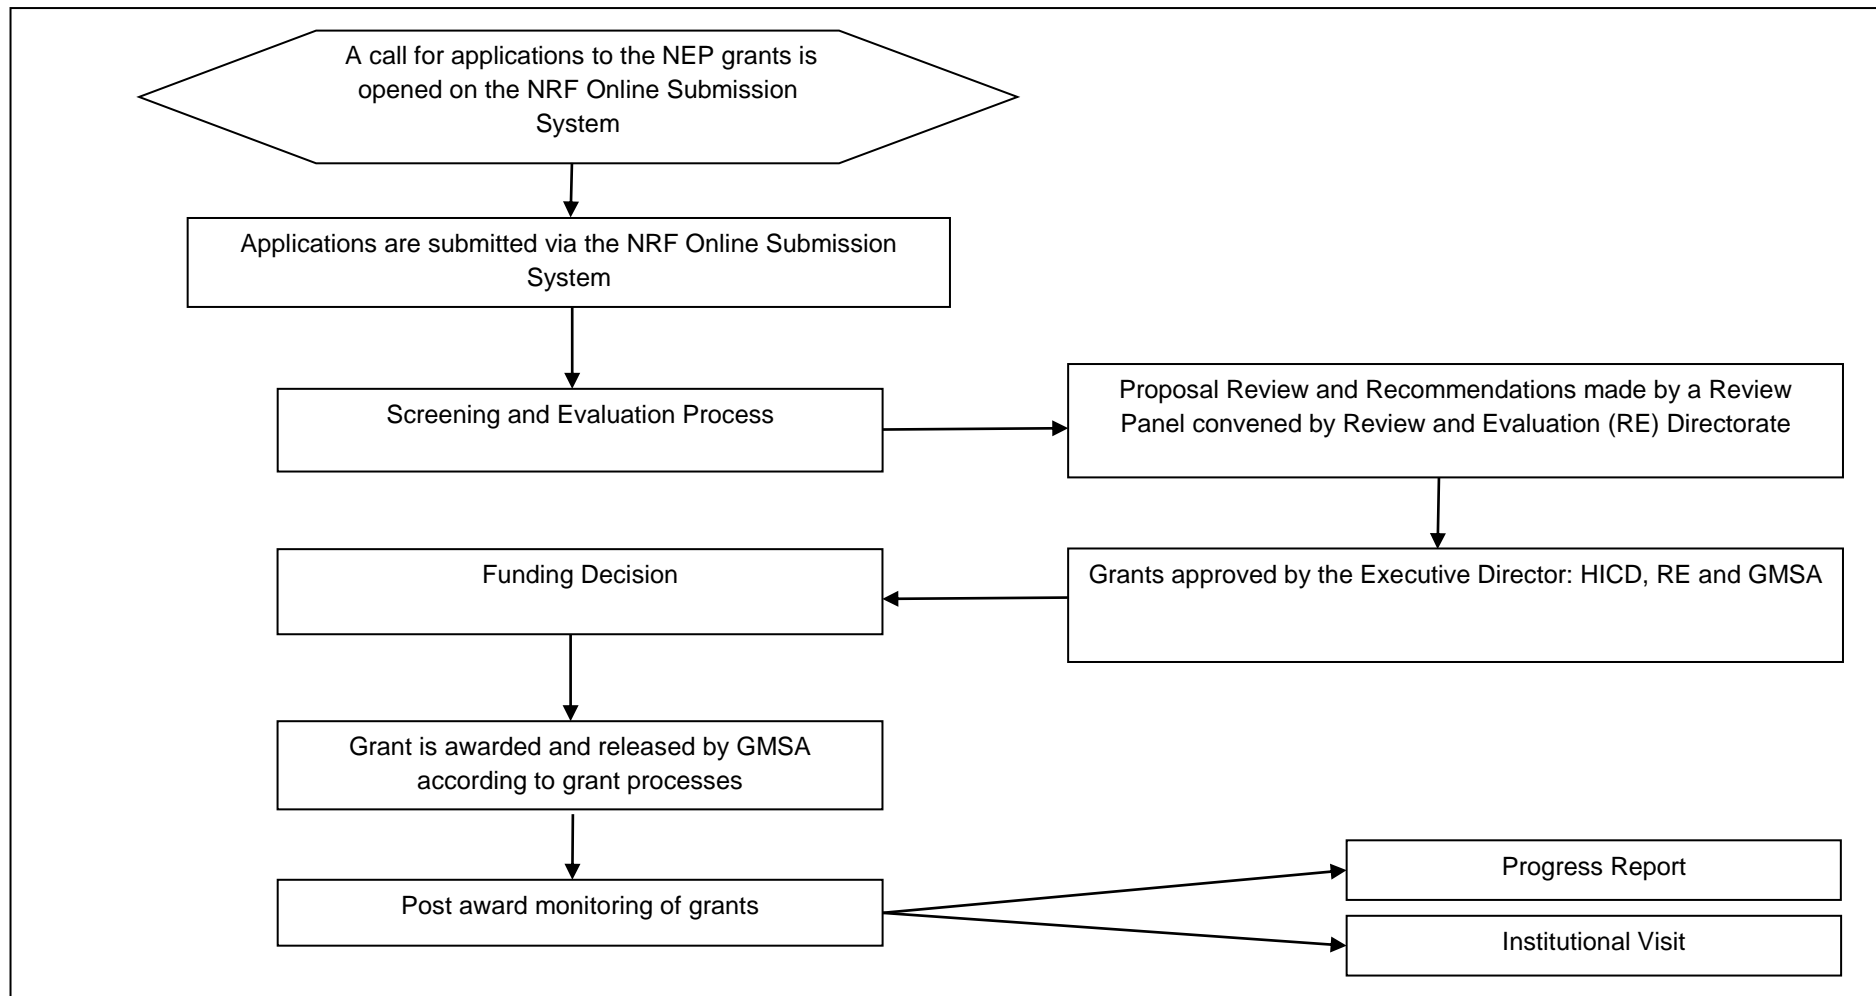 A call for applications to the NEP grants is
opened on the NRF Online Submission
System
Applications are submitted via the NRF Online Submission
System
Screening and Evaluation Process
Proposal Review and Recommendations made by a Review
Panel convened by Review and Evaluation (RE) Directorate
Grants approved by the Executive Director: HICD, RE and GMSA
Funding Decision
Grant is awarded and released by GMSA
according to grant processes
Post award monitoring of grants
Progress Report
Institutional Visit